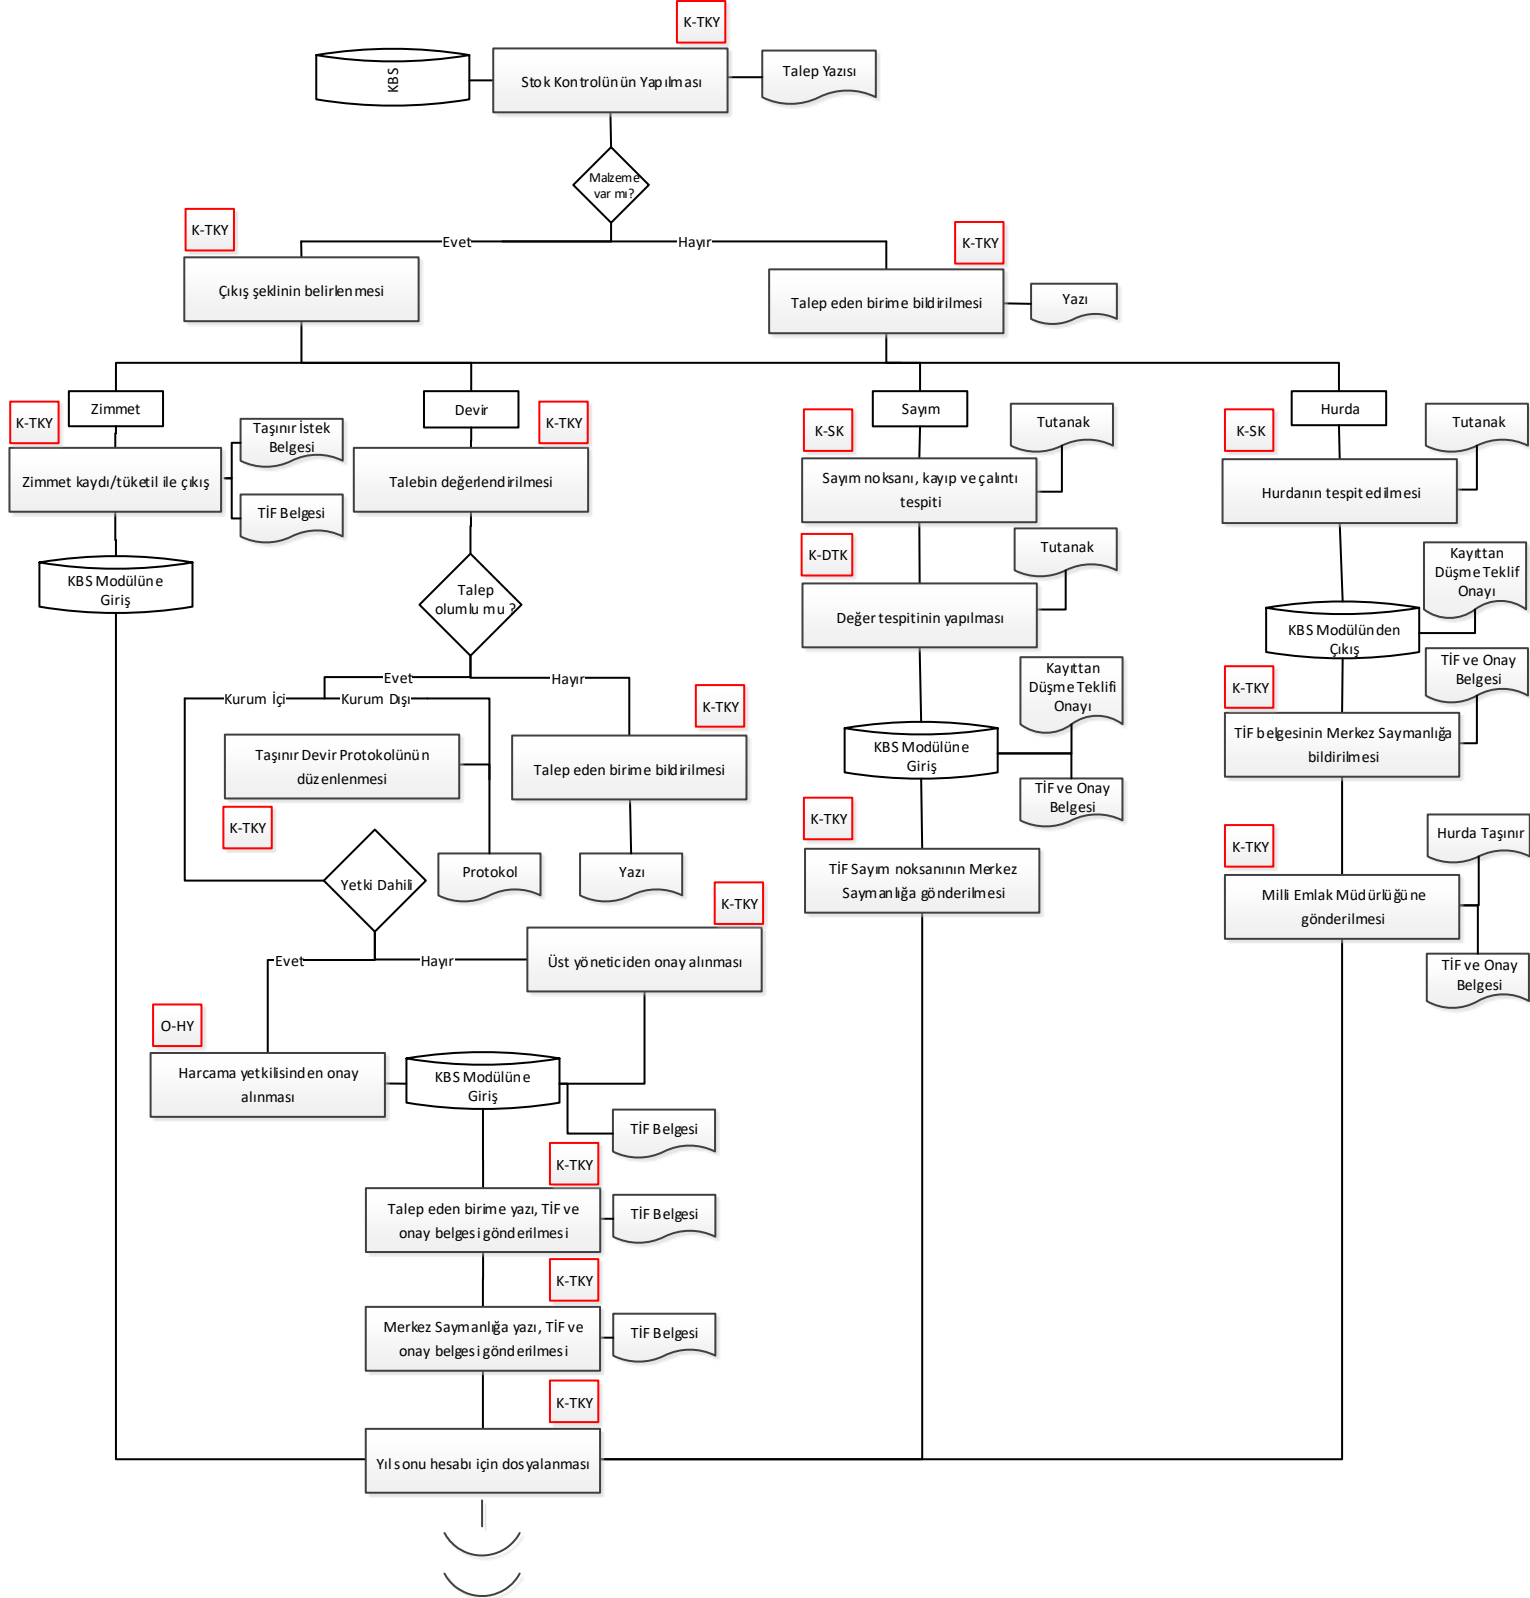 K-TKY
KBS
Stok Kontrolünün Yapılması
Talep Yazısı
Malzeme
var mı?
K-TKY
Evet
Hayır
K-TKY
Çıkış şeklinin belirlenmesi
Talep eden birime bildirilmesi
Yazı
Zimmet
Devir
Sayım
Hurda
K-TKY
Taşınır İstek
Belgesi
Zimmet kaydı/tüketil ile çıkış
TİF Belgesi
KBS Modülüne
Giriş
K-TKY
Talebin değerlendirilmesi
Talep
olumlu mu ?
Evet
Hayır
Kurum İçi
Kurum Dışı
K-TKY
Taşınır Devir Protokolünün
düzenlenmesi
Talep eden birime bildirilmesi
K-TKY
Yetki Dahili
Protokol
Yazı
K-TKY
Evet
Hayır
Üst yöneticiden onay alınması
O-HY
Harcama yetkilisinden onay
alınması
KBS Modülüne
Giriş
TİF Belgesi
K-TKY
Talep eden birime yazı, TİF ve
onay belgesi gönderilmesi
TİF Belgesi
K-TKY
Merkez Saymanlığa yazı, TİF ve
onay belgesi gönderilmesi
TİF Belgesi
K-TKY
Yıl sonu hesabı için dosyalanması
K-SK
Tutanak
Sayım noksanı, kayıp ve çalıntı
tespiti
K-DTK
Tutanak
Değer tespitinin yapılması
Kayıttan
Düşme Teklifi
Onayı
KBS Modülüne
Giriş
TİF ve Onay
Belgesi
K-TKY
TİF Sayım noksanının Merkez
Saymanlığa gönderilmesi
K-SK
Tutanak
Hurdanın tespit edilmesi
Kayıttan
Düşme Teklif
Onayı
KBS Modülünden
Çıkış
TİF ve Onay
Belgesi
K-TKY
TİF belgesinin Merkez Saymanlığa
bildirilmesi
K-TKY
Hurda Taşınır
Milli Emlak Müdürlüğüne
gönderilmesi
TİF ve Onay
Belgesi